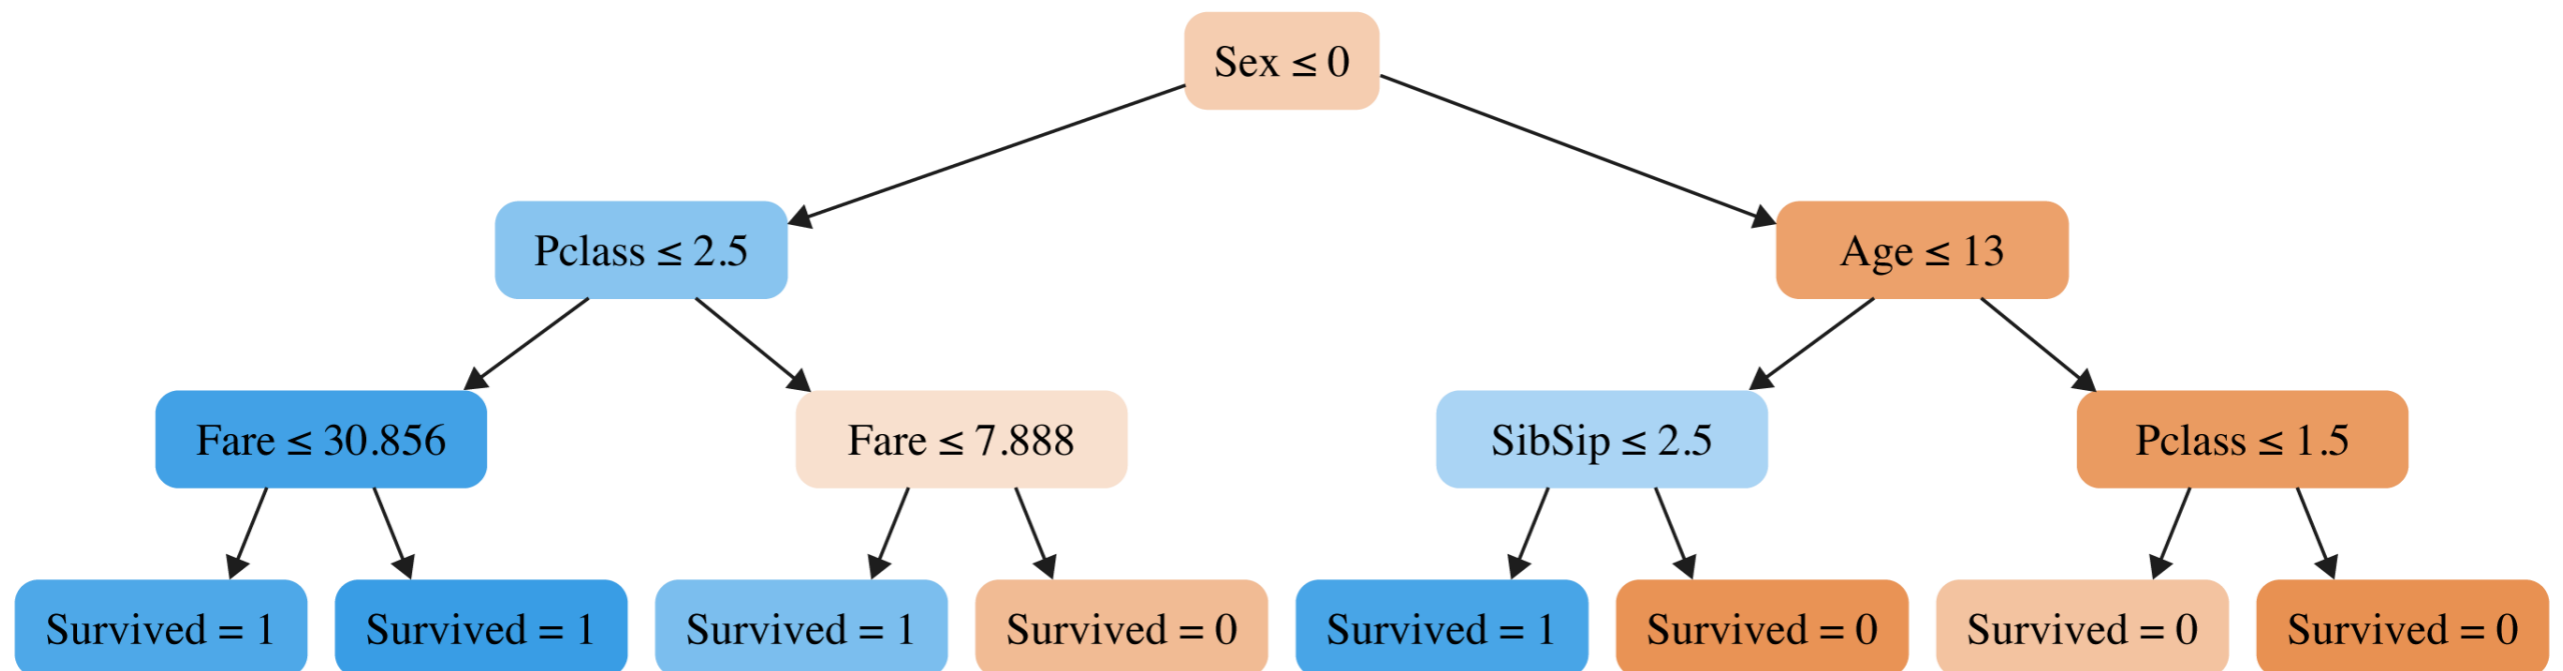 Sex ≤ 0
Pclass ≤ 2.5
Age ≤ 13
Fare ≤ 30.856
Fare ≤ 7.888
SibSip ≤ 2.5
Pclass ≤ 1.5
Survived = 1
Survived = 1
Survived = 1
Survived = 0
Survived = 1
Survived = 0
Survived = 0
Survived = 0